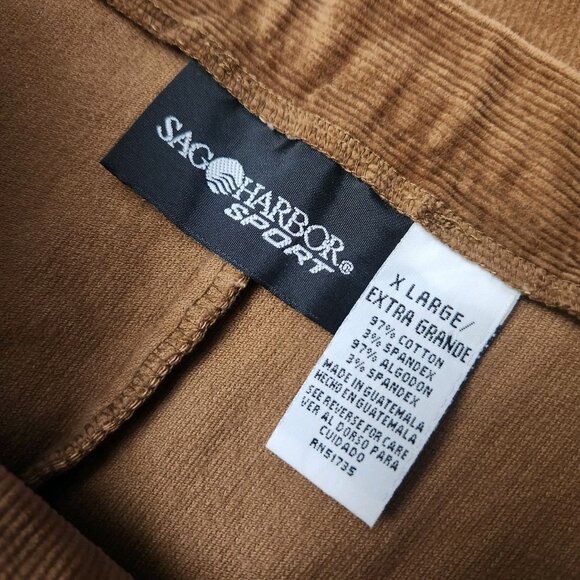 SAG HARBOR®
SPORT
X LARGE/
EXTRA GRANDE
97% COTTON
3% SPANDEX
97% ALGODON
3% SPANDEX
MADE IN GUATEMALA
HECHO EN GUATEMALA
SEE REVERSE FOR CARE
VER AL DORSO PARA
CUIDADO
RN51735